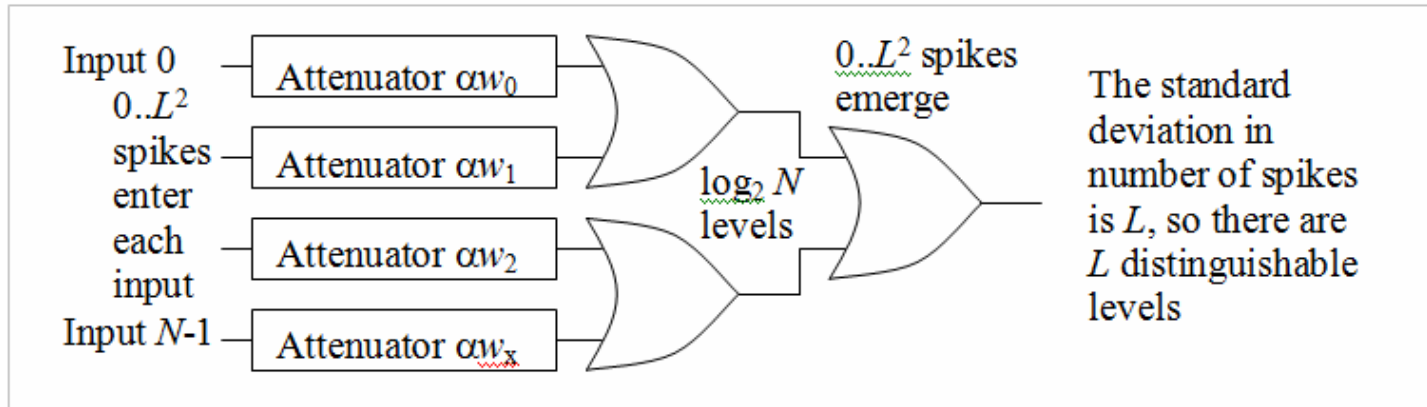 Input 0
0..L² spikes enter each input
Input N-1
Attenuator αw₀
Attenuator αw₁
Attenuator αw₂
Attenuator αwₓ
log₂ N
levels
0..L² spikes
emerge
The standard
deviation in
number of spikes
is L, so there are
L distinguishable
levels